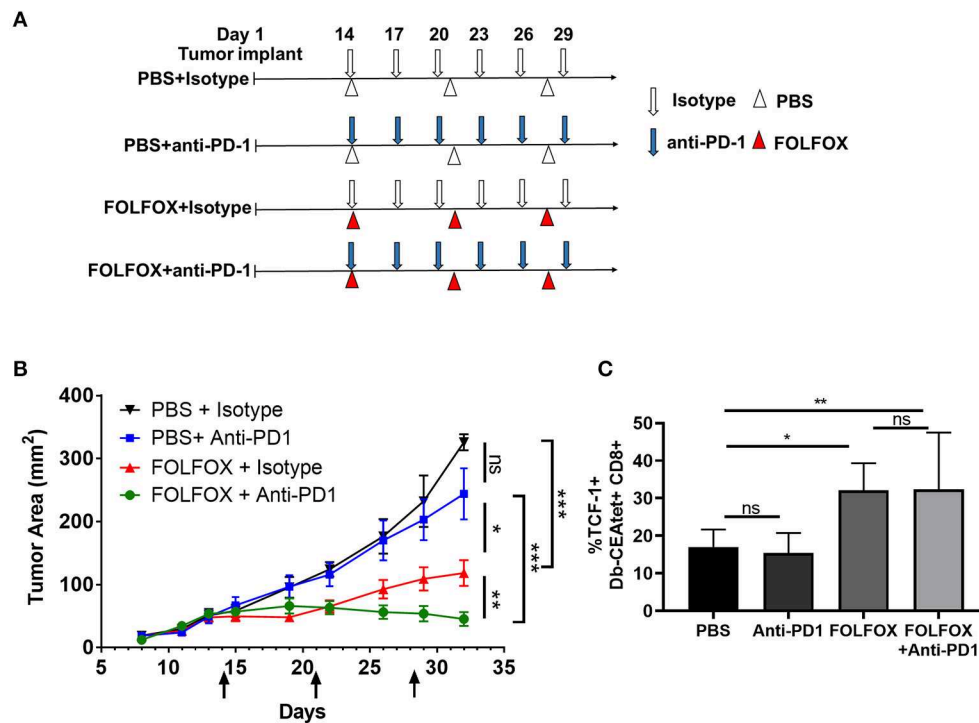 A
Day 1 14 17 20 23 26 29
Tumor implant
PBS+Isotype
PBS+anti-PD-1
FOLFOX+Isotype
FOLFOX+anti-PD-1
Isotype PBS
anti-PD-1 FOLFOX
B
Tumor Area (mm²)
400
300
200
100
0
PBS + Isotype
PBS+ Anti-PD1
FOLFOX + Isotype
FOLFOX + Anti-PD1
ns
*
**
***
***
5 10 15 20 25 30 35
Days
C
%TCF-1+
Db-CEAtet+ CD8+
50
40
30
20
10
0
**
*
ns
ns
PBS Anti-PD1 FOLFOX FOLFOX
+Anti-PD1